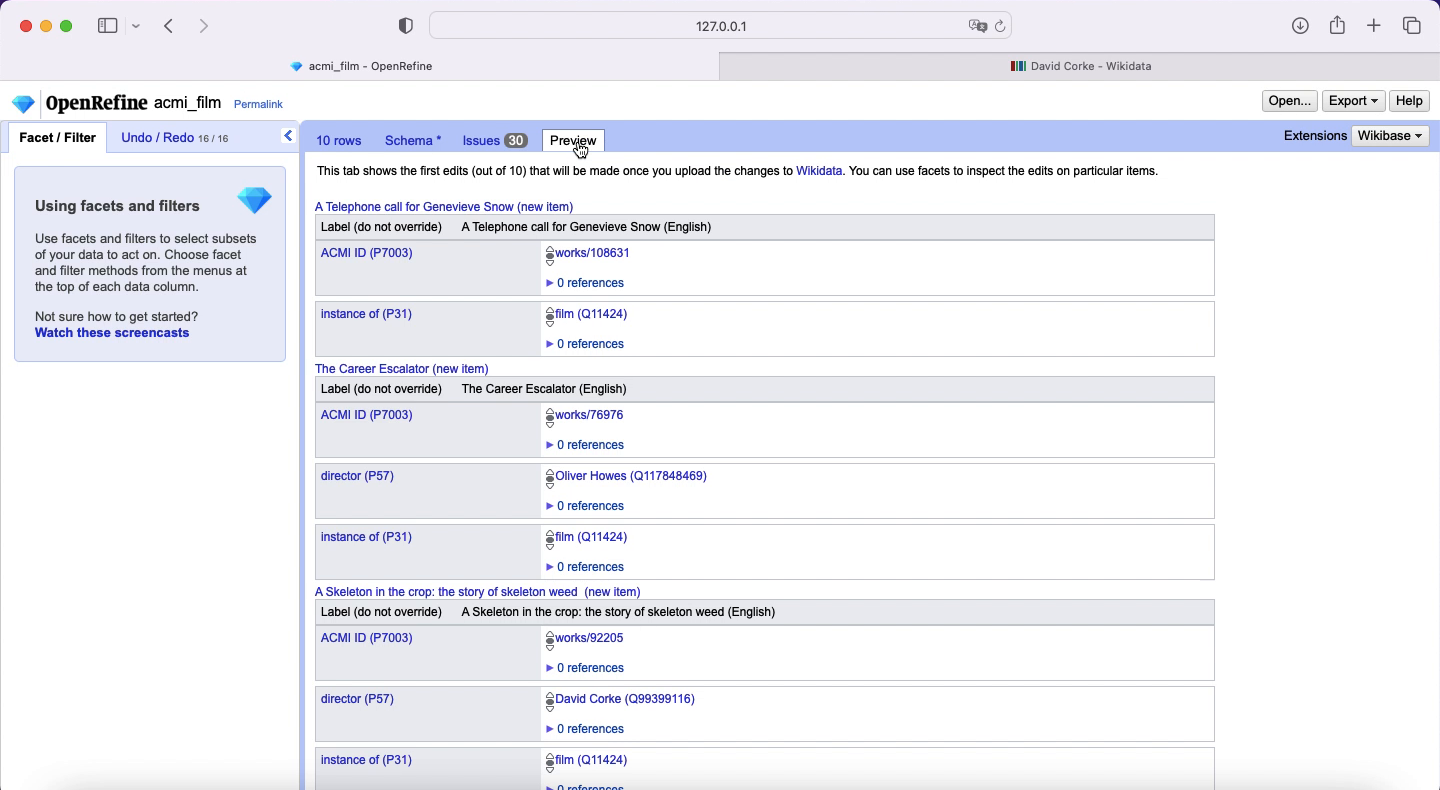 127.0.0.1
acmi_film - OpenRefine
David Corke - Wikidata
OpenRefine acmi_film Permalink
Open... Export Help
Facet / Filter Undo / Redo 16 / 16
10 rows Schema * Issues 30 Preview
Extensions Wikibase
Using facets and filters
Use facets and filters to select subsets
of your data to act on. Choose facet
and filter methods from the menus at
the top of each data column.
Not sure how to get started?
Watch these screencasts
This tab shows the first edits (out of 10) that will be made once you upload the changes to Wikidata. You can use facets to inspect the edits on particular items.
A Telephone call for Genevieve Snow (new item)
Label (do not override) A Telephone call for Genevieve Snow (English)
ACMI ID (P7003) works/108631
0 references
instance of (P31) film (Q11424)
0 references
The Career Escalator (new item)
Label (do not override) The Career Escalator (English)
ACMI ID (P7003) works/76976
0 references
director (P57) Oliver Howes (Q117848469)
0 references
instance of (P31) film (Q11424)
0 references
A Skeleton in the crop: the story of skeleton weed (new item)
Label (do not override) A Skeleton in the crop: the story of skeleton weed (English)
ACMI ID (P7003) works/92205
0 references
director (P57) David Corke (Q99399116)
0 references
instance of (P31) film (Q11424)
0 references